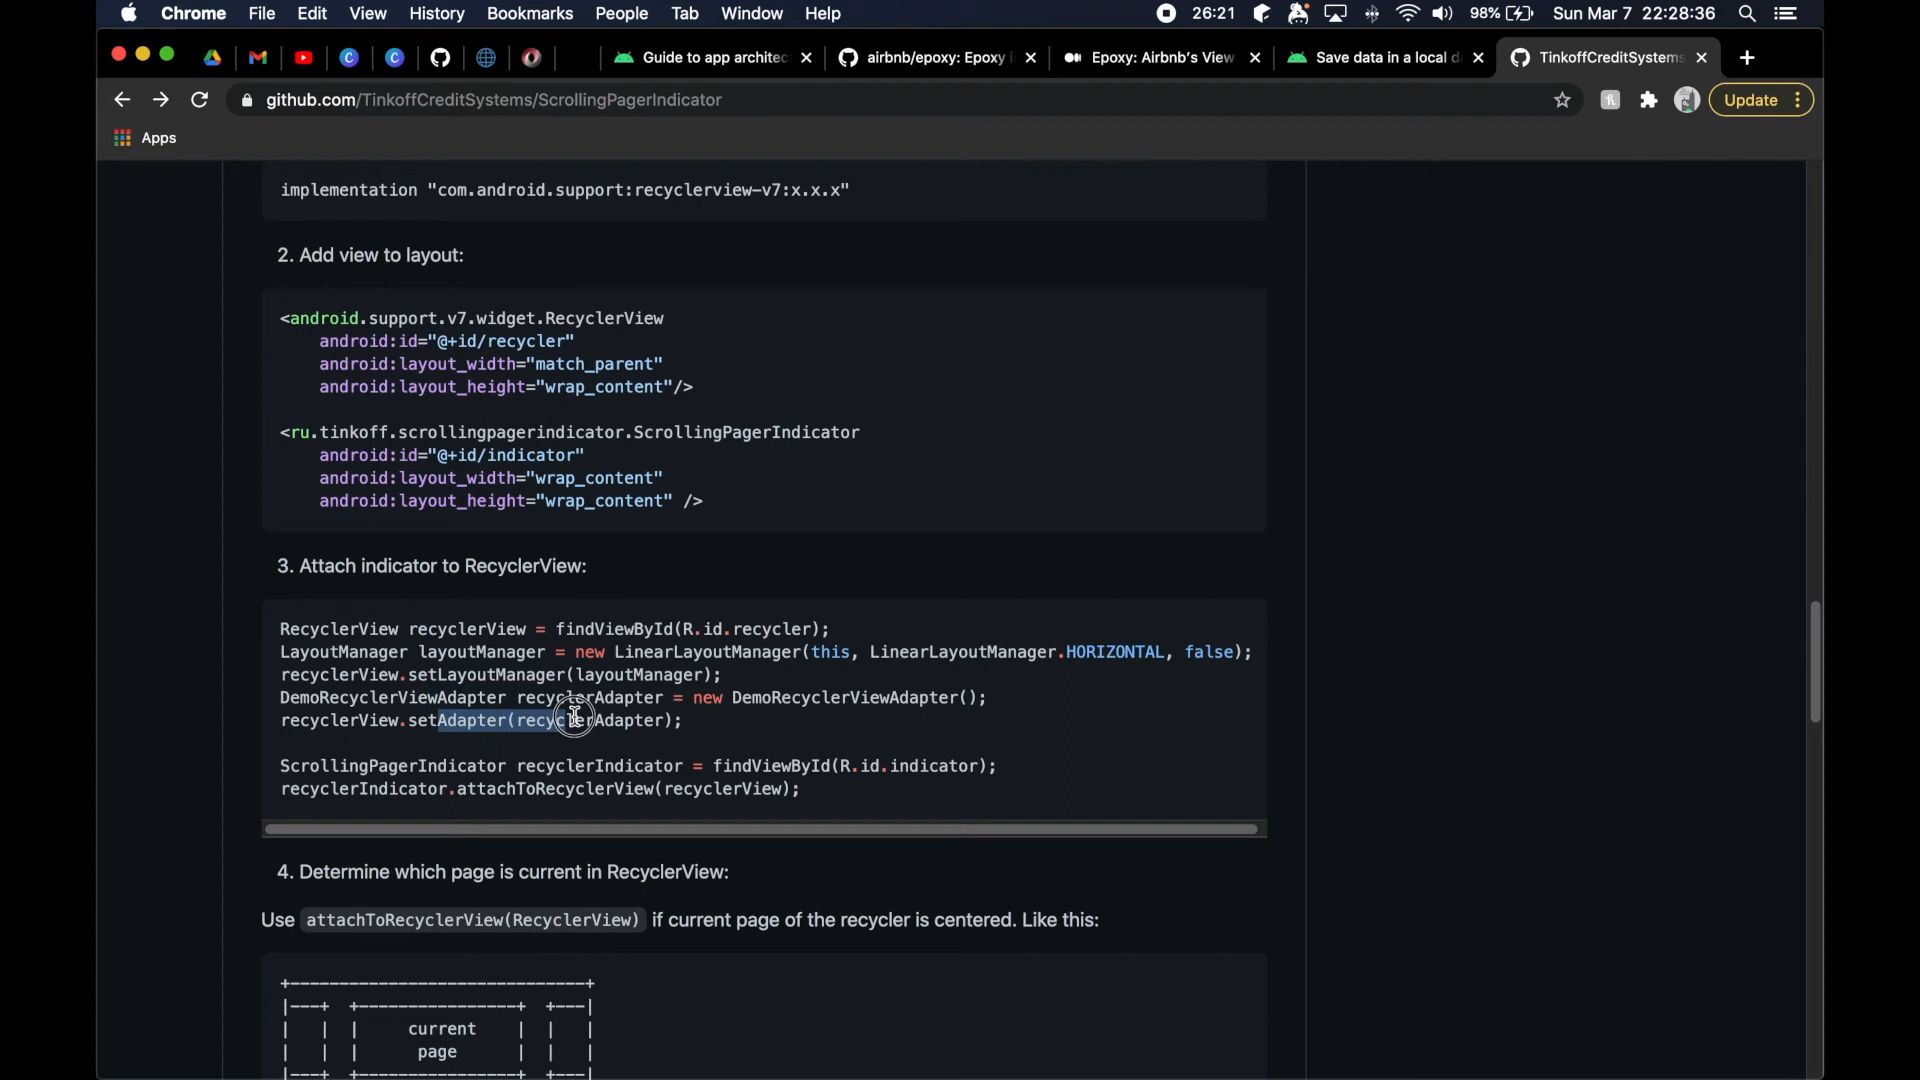 Chrome File Edit View History Bookmarks People Tab Window Help 26:21 98% Sun Mar 7 22:28:36
Guide to app architec airbnb/epoxy: Epoxy i Epoxy: Airbnb's View Save data in a local d TinkoffCreditSystems
github.com/TinkoffCreditSystems/ScrollingPagerIndicator Update
Apps
implementation "com.android.support:recyclerview-v7:x.x.x"
2. Add view to layout:
<android.support.v7.widget.RecyclerView
android:id="@+id/recycler"
android:layout_width="match_parent"
android:layout_height="wrap_content"/>
<ru.tinkoff.scrollingpagerindicator.ScrollingPagerIndicator
android:id="@+id/indicator"
android:layout_width="wrap_content"
android:layout_height="wrap_content" />
3. Attach indicator to RecyclerView:
RecyclerView recyclerView = findViewById(R.id.recycler);
LayoutManager layoutManager = new LinearLayoutManager(this, LinearLayoutManager.HORIZONTAL, false);
recyclerView.setLayoutManager(layoutManager);
DemoRecyclerViewAdapter recyclerAdapter = new DemoRecyclerViewAdapter();
recyclerView.setAdapter(recyclerAdapter);
ScrollingPagerIndicator recyclerIndicator = findViewById(R.id.indicator);
recyclerIndicator.attachToRecyclerView(recyclerView);
4. Determine which page is current in RecyclerView:
Use attachToRecyclerView(RecyclerView) if current page of the recycler is centered. Like this:
+------------------------------+
|---+  +----------------+  +---|
|   |  |     current    |  |   |
|   |  |      page      |  |   |
|---+  +----------------+  +---|